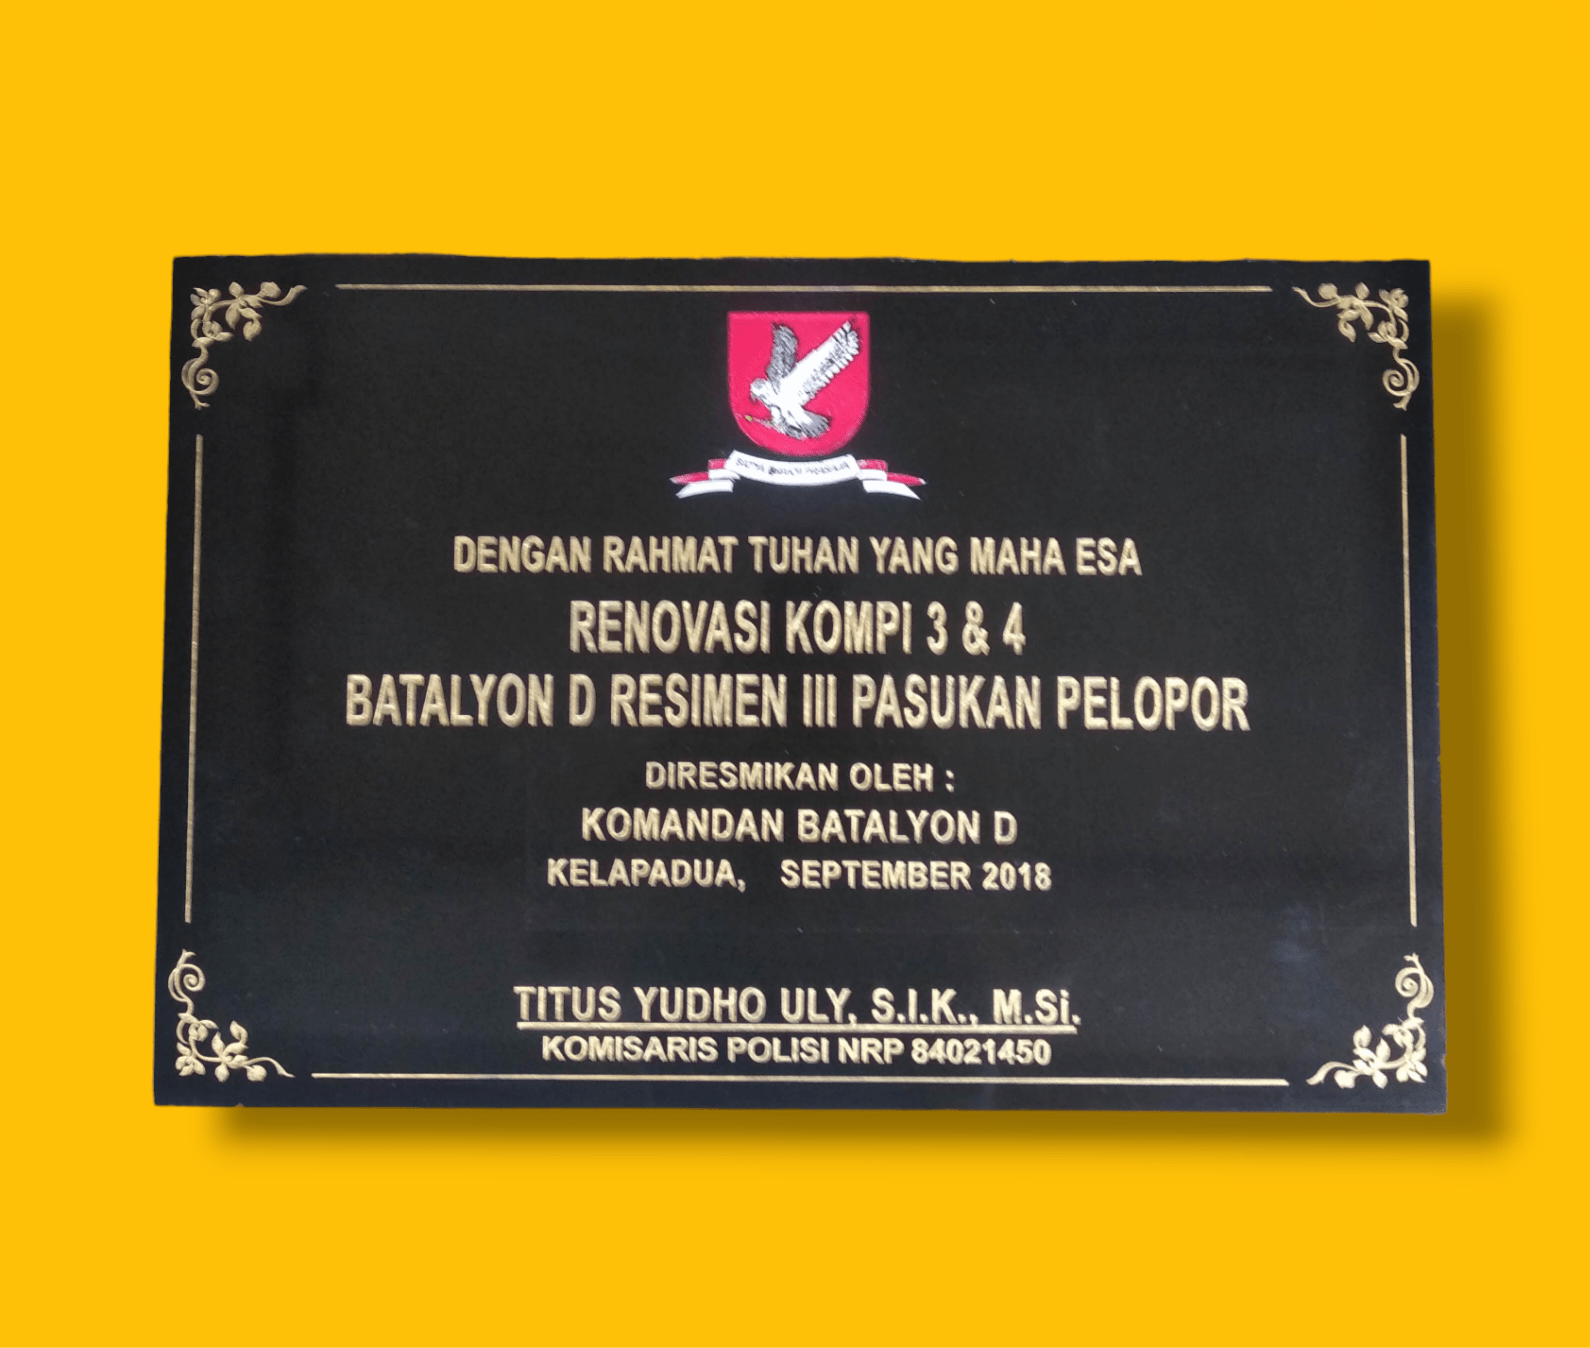 DENGAN RAHMAT TUHAN YANG MAHA ESA
RENOVASI KOMPI 3 & 4
BATALYON D RESIMEN III PASUKAN PELOPOR
DIRESMIKAN OLEH :
KOMANDAN BATALYON D
KELAPADUA, SEPTEMBER 2018
TITUS YUDHO ULY, S.I.K., M.Si.
KOMISARIS POLISI NRP 84021450